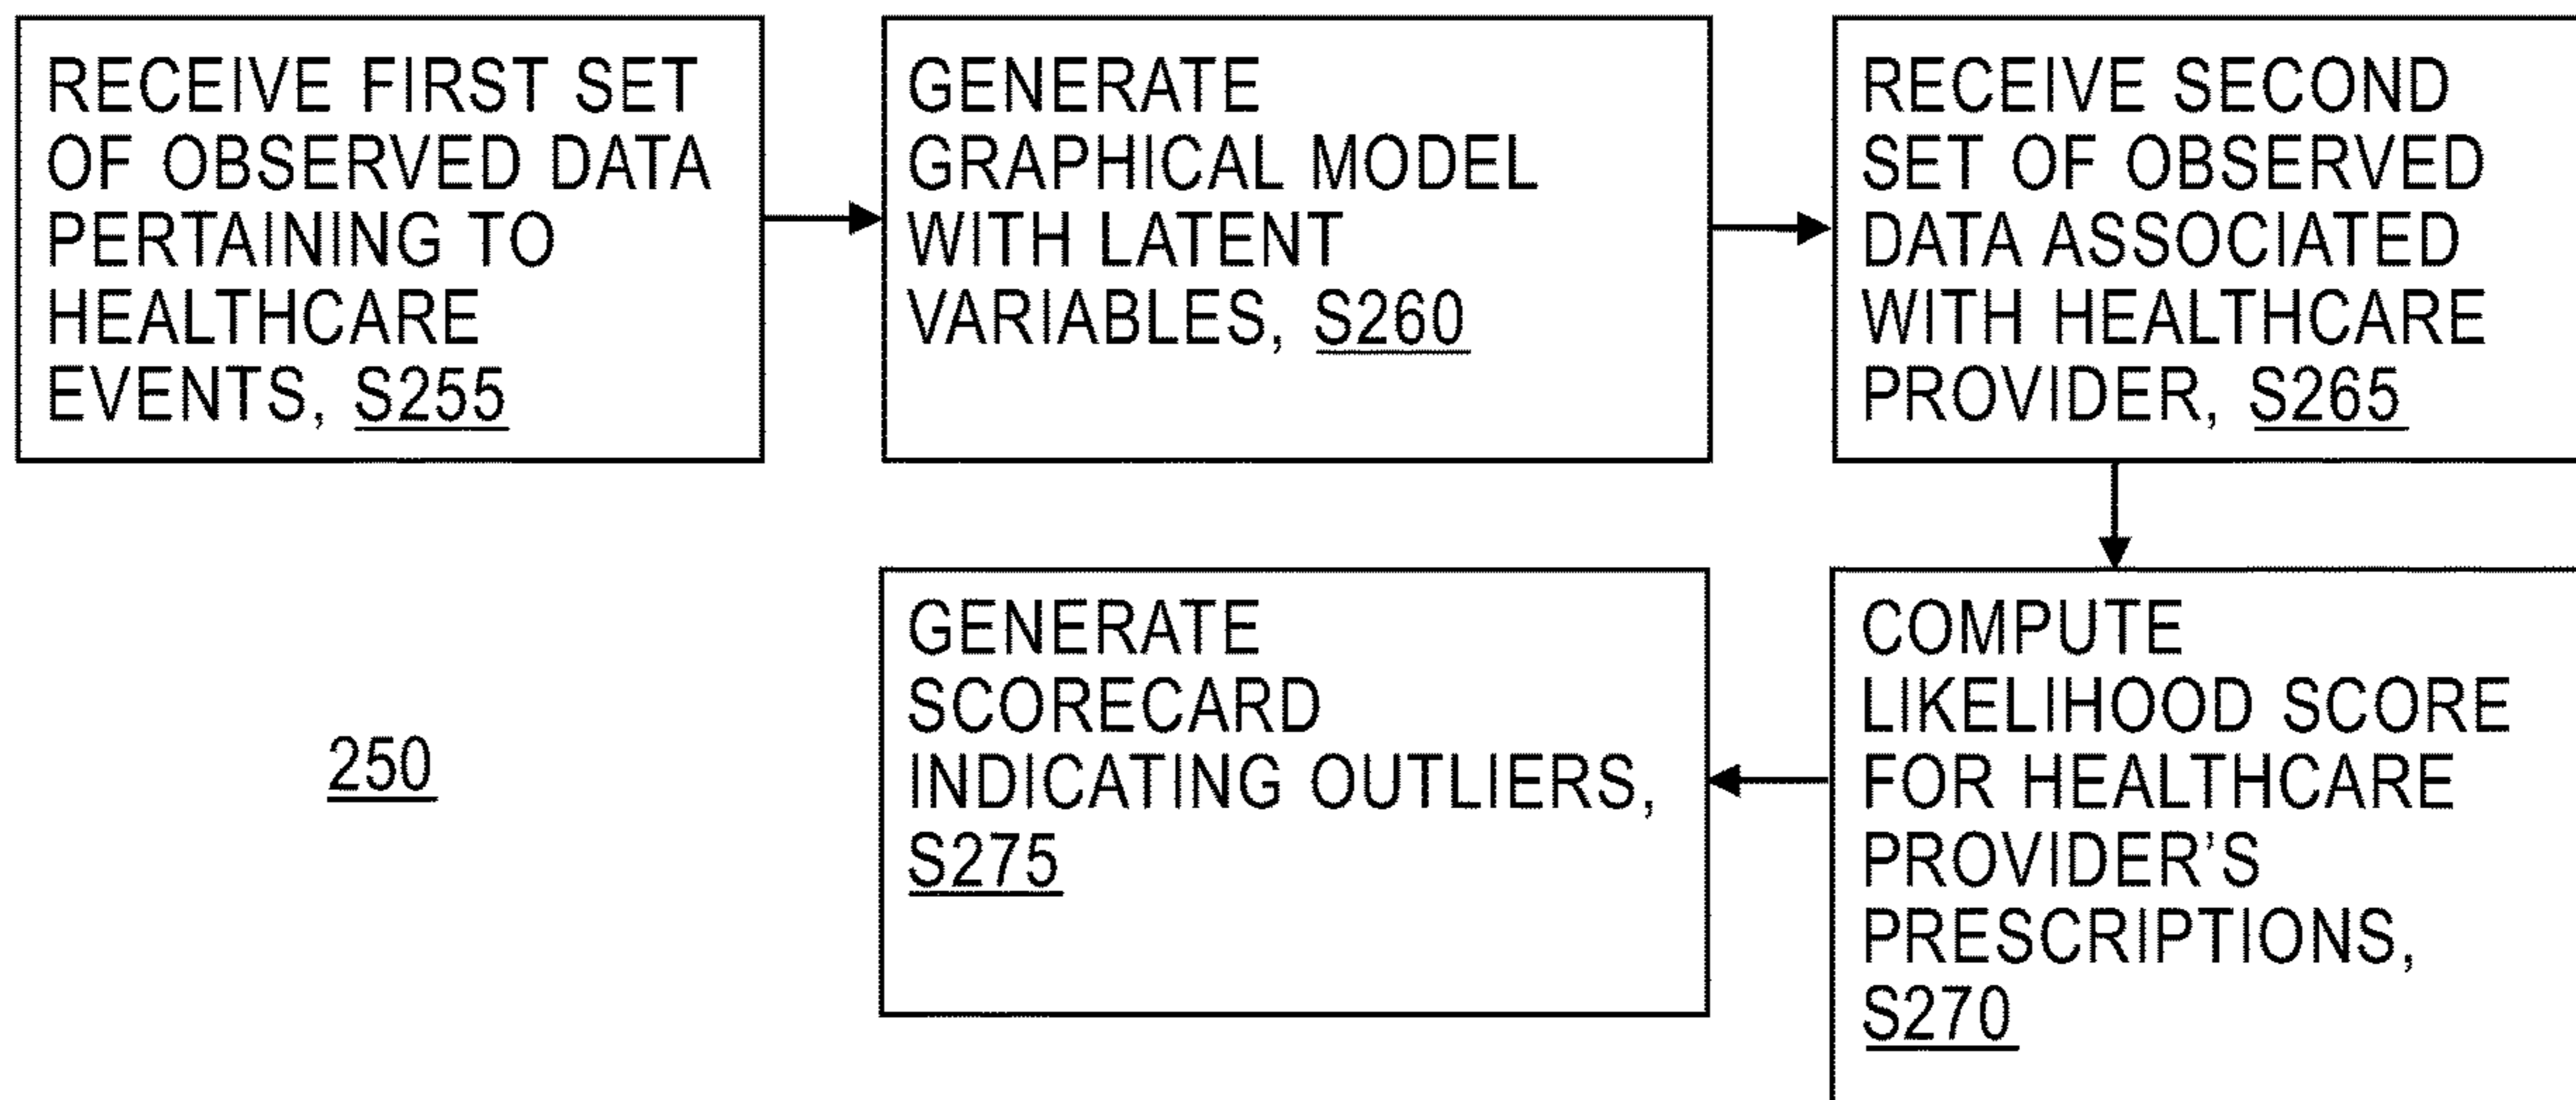 RECEIVE FIRST SET
OF OBSERVED DATA
PERTAINING TO
HEALTHCARE
EVENTS, S255
GENERATE
GRAPHICAL MODEL
WITH LATENT
VARIABLES, S260
RECEIVE SECOND
SET OF OBSERVED
DATA ASSOCIATED
WITH HEALTHCARE
PROVIDER, S265
COMPUTE
LIKELIHOOD SCORE
FOR HEALTHCARE
PROVIDER’S
PRESCRIPTIONS,
S270
GENERATE
SCORECARD
INDICATING OUTLIERS,
S275
250